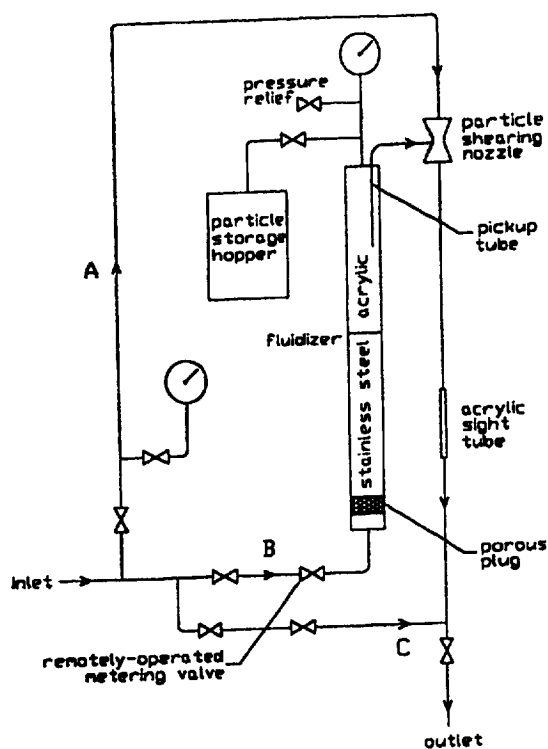 pressure
relief
particle
shearing
nozzle
particle
storage
hopper
acrylic
pickup
tube
A
fluidizer
stainless steel
acrylic
sight
tube
B
porous
plug
Inlet
remotely-operated
metering valve
C
outlet